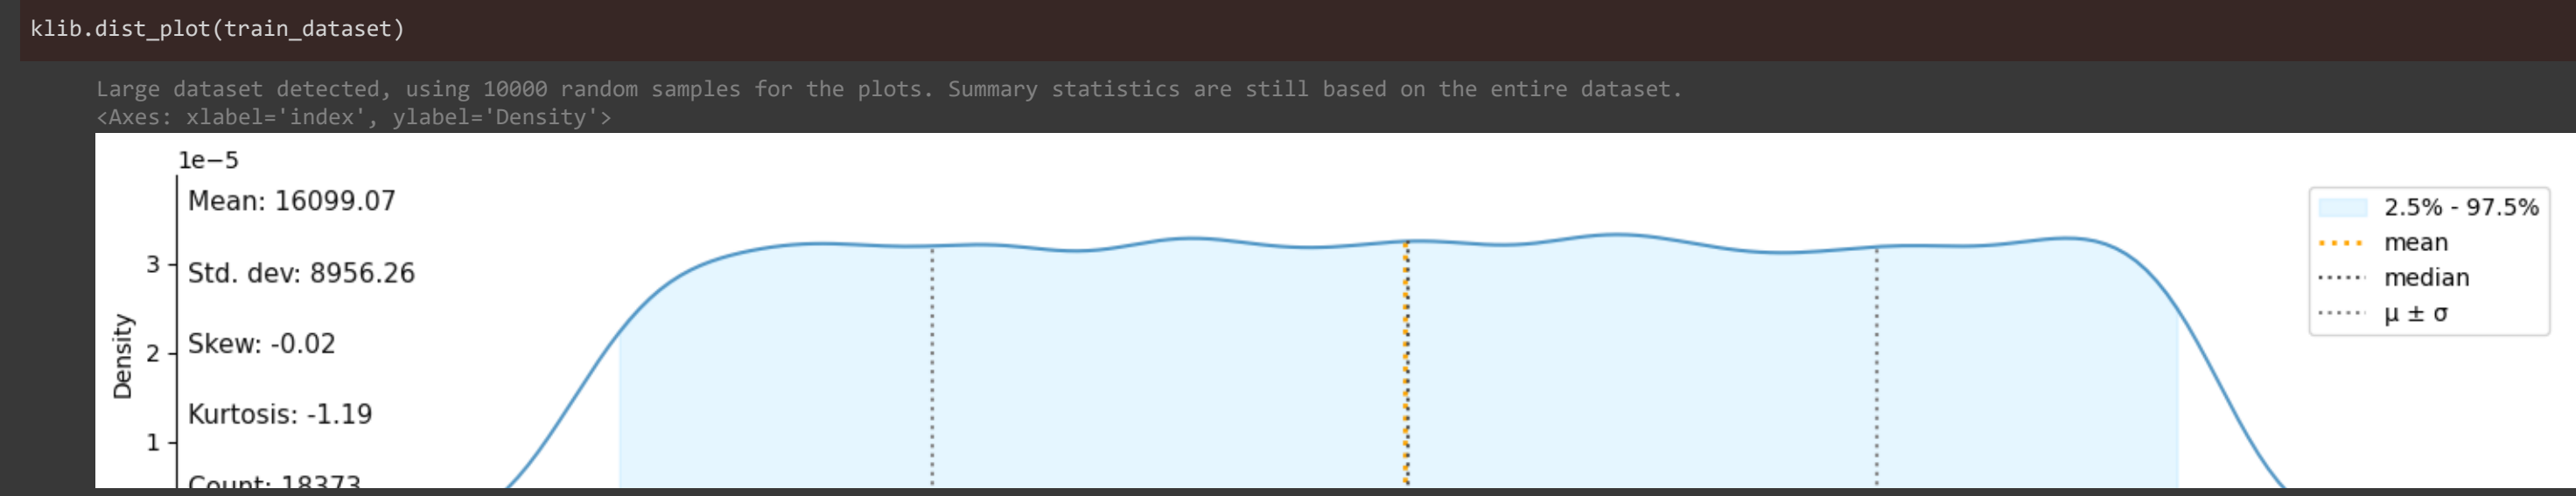 klib.dist_plot(train_dataset)
Large dataset detected, using 10000 random samples for the plots. Summary statistics are still based on the entire dataset.
<Axes: xlabel='index', ylabel='Density'>
1e−5
Mean: 16099.07
Std. dev: 8956.26
Skew: -0.02
Kurtosis: -1.19
Count: 18373
3
2
1
Density
2.5% - 97.5%
mean
median
μ ± σ